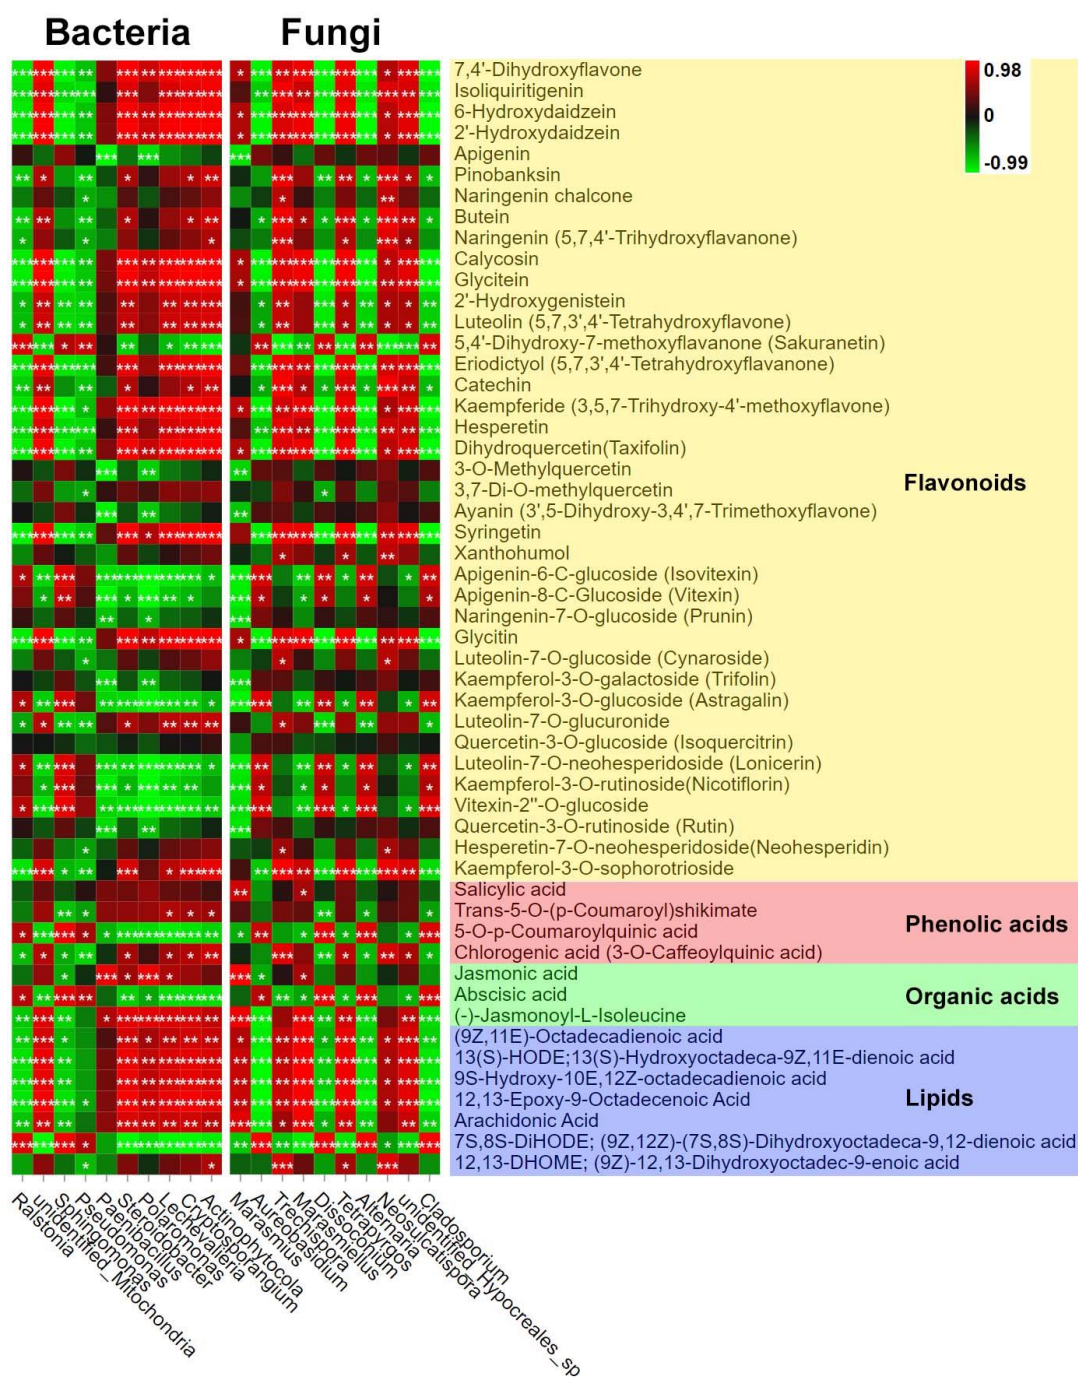 Bacteria Fungi
0.98
0
-0.99
7,4'-Dihydroxyflavone
Isoliquiritigenin
6-Hydroxydaidzein
2'-Hydroxydaidzein
Apigenin
Pinobanksin
Naringenin chalcone
Butein
Naringenin (5,7,4'-Trihydroxyflavanone)
Calycosin
Glycitein
2'-Hydroxygenistein
Luteolin (5,7,3',4'-Tetrahydroxyflavone)
5,4'-Dihydroxy-7-methoxyflavanone (Sakuranetin)
Eriodictyol (5,7,3',4'-Tetrahydroxyflavanone)
Catechin
Kaempferide (3,5,7-Trihydroxy-4'-methoxyflavone)
Hesperetin
Dihydroquercetin(Taxifolin)
3-O-Methylquercetin
3,7-Di-O-methylquercetin
Ayanin (3',5-Dihydroxy-3,4',7-Trimethoxyflavone)
Syringetin
Xanthohumol
Apigenin-6-C-glucoside (Isovitexin)
Apigenin-8-C-Glucoside (Vitexin)
Naringenin-7-O-glucoside (Prunin)
Glycitin
Luteolin-7-O-glucoside (Cynaroside)
Kaempferol-3-O-galactoside (Trifolin)
Kaempferol-3-O-glucoside (Astragalin)
Luteolin-7-O-glucuronide
Quercetin-3-O-glucoside (Isoquercitrin)
Luteolin-7-O-neohesperidoside (Lonicerin)
Kaempferol-3-O-rutinoside(Nicotiflorin)
Vitexin-2"-O-glucoside
Quercetin-3-O-rutinoside (Rutin)
Hesperetin-7-O-neohesperidoside(Neohesperidin)
Kaempferol-3-O-sophorotrioside
Flavonoids
Salicylic acid
Trans-5-O-(p-Coumaroyl)shikimate
5-O-p-Coumaroylquinic acid
Chlorogenic acid (3-O-Caffeoylquinic acid)
Phenolic acids
Jasmonic acid
Abscisic acid
(-)-Jasmonoyl-L-Isoleucine
Organic acids
(9Z,11E)-Octadecadienoic acid
13(S)-HODE;13(S)-Hydroxyoctadeca-9Z,11E-dienoic acid
9S-Hydroxy-10E,12Z-octadecadienoic acid
12,13-Epoxy-9-Octadecenoic Acid
Arachidonic Acid
7S,8S-DiHODE; (9Z,12Z)-(7S,8S)-Dihydroxyoctadeca-9,12-dienoic acid
12,13-DHOME; (9Z)-12,13-Dihydroxyoctadec-9-enoic acid
Lipids
Ralstonia
unidentified_Mitochondria
Sphingomonas
Pseudomonas
Paenibacillus
Steroidobacter
Polaromonas
Lechevalieria
Cryptosporangium
Actinophytocola
Marasmius
Aureobasidium
Trechispora
Marasmiellus
Dissoconium
Tetrapyrgos
Alternaria
Neosulcatispora
unidentified_Hypocreales_sp
Cladosporium